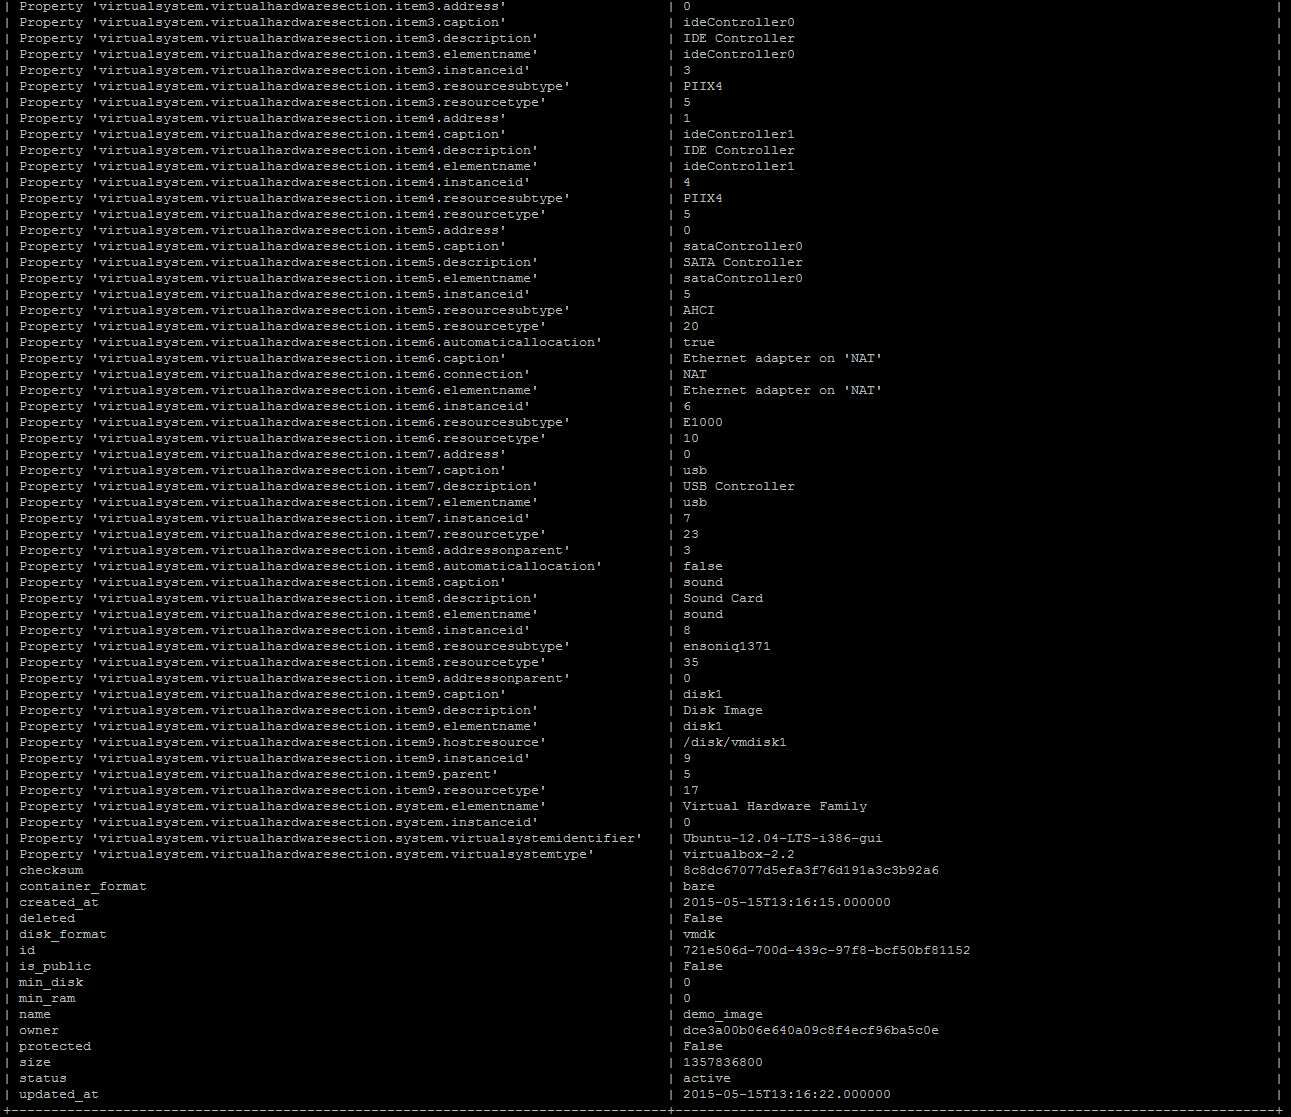 | Property 'virtualsystem.virtualhardwaresection.item3.address' | 0 |
| Property 'virtualsystem.virtualhardwaresection.item3.caption' | ideController0 |
| Property 'virtualsystem.virtualhardwaresection.item3.description' | IDE Controller |
| Property 'virtualsystem.virtualhardwaresection.item3.elementname' | ideController0 |
| Property 'virtualsystem.virtualhardwaresection.item3.instanceid' | 3 |
| Property 'virtualsystem.virtualhardwaresection.item3.resourcesubtype' | PIIX4 |
| Property 'virtualsystem.virtualhardwaresection.item3.resourcetype' | 5 |
| Property 'virtualsystem.virtualhardwaresection.item4.address' | 1 |
| Property 'virtualsystem.virtualhardwaresection.item4.caption' | ideController1 |
| Property 'virtualsystem.virtualhardwaresection.item4.description' | IDE Controller |
| Property 'virtualsystem.virtualhardwaresection.item4.elementname' | ideController1 |
| Property 'virtualsystem.virtualhardwaresection.item4.instanceid' | 4 |
| Property 'virtualsystem.virtualhardwaresection.item4.resourcesubtype' | PIIX4 |
| Property 'virtualsystem.virtualhardwaresection.item4.resourcetype' | 5 |
| Property 'virtualsystem.virtualhardwaresection.item5.address' | 0 |
| Property 'virtualsystem.virtualhardwaresection.item5.caption' | sataController0 |
| Property 'virtualsystem.virtualhardwaresection.item5.description' | SATA Controller |
| Property 'virtualsystem.virtualhardwaresection.item5.elementname' | sataController0 |
| Property 'virtualsystem.virtualhardwaresection.item5.instanceid' | 5 |
| Property 'virtualsystem.virtualhardwaresection.item5.resourcesubtype' | AHCI |
| Property 'virtualsystem.virtualhardwaresection.item5.resourcetype' | 20 |
| Property 'virtualsystem.virtualhardwaresection.item6.automaticallocation' | true |
| Property 'virtualsystem.virtualhardwaresection.item6.caption' | Ethernet adapter on 'NAT' |
| Property 'virtualsystem.virtualhardwaresection.item6.connection' | NAT |
| Property 'virtualsystem.virtualhardwaresection.item6.elementname' | Ethernet adapter on 'NAT' |
| Property 'virtualsystem.virtualhardwaresection.item6.instanceid' | 6 |
| Property 'virtualsystem.virtualhardwaresection.item6.resourcesubtype' | E1000 |
| Property 'virtualsystem.virtualhardwaresection.item6.resourcetype' | 10 |
| Property 'virtualsystem.virtualhardwaresection.item7.address' | 0 |
| Property 'virtualsystem.virtualhardwaresection.item7.caption' | usb |
| Property 'virtualsystem.virtualhardwaresection.item7.description' | USB Controller |
| Property 'virtualsystem.virtualhardwaresection.item7.elementname' | usb |
| Property 'virtualsystem.virtualhardwaresection.item7.instanceid' | 7 |
| Property 'virtualsystem.virtualhardwaresection.item7.resourcetype' | 23 |
| Property 'virtualsystem.virtualhardwaresection.item8.addressonparent' | 3 |
| Property 'virtualsystem.virtualhardwaresection.item8.automaticallocation' | false |
| Property 'virtualsystem.virtualhardwaresection.item8.caption' | sound |
| Property 'virtualsystem.virtualhardwaresection.item8.description' | Sound Card |
| Property 'virtualsystem.virtualhardwaresection.item8.elementname' | sound |
| Property 'virtualsystem.virtualhardwaresection.item8.instanceid' | 8 |
| Property 'virtualsystem.virtualhardwaresection.item8.resourcesubtype' | ensoniq1371 |
| Property 'virtualsystem.virtualhardwaresection.item8.resourcetype' | 35 |
| Property 'virtualsystem.virtualhardwaresection.item9.addressonparent' | 0 |
| Property 'virtualsystem.virtualhardwaresection.item9.caption' | disk1 |
| Property 'virtualsystem.virtualhardwaresection.item9.description' | Disk Image |
| Property 'virtualsystem.virtualhardwaresection.item9.elementname' | disk1 |
| Property 'virtualsystem.virtualhardwaresection.item9.hostresource' | /disk/vmdisk1 |
| Property 'virtualsystem.virtualhardwaresection.item9.instanceid' | 9 |
| Property 'virtualsystem.virtualhardwaresection.item9.parent' | 5 |
| Property 'virtualsystem.virtualhardwaresection.item9.resourcetype' | 17 |
| Property 'virtualsystem.virtualhardwaresection.system.elementname' | Virtual Hardware Family |
| Property 'virtualsystem.virtualhardwaresection.system.instanceid' | 0 |
| Property 'virtualsystem.virtualhardwaresection.system.virtualsystemidentifier' | Ubuntu-12.04-LTS-i386-gui |
| Property 'virtualsystem.virtualhardwaresection.system.virtualsystemtype' | virtualbox-2.2 |
| checksum | 8c8dc67077d5efa3f76d191a3c3b92a6 |
| container_format | bare |
| created_at | 2015-05-15T13:16:15.000000 |
| deleted | False |
| disk_format | vmdk |
| id | 721e506d-700d-439c-97f8-bcf50bf81152 |
| is_public | False |
| min_disk | 0 |
| min_ram | 0 |
| name | demo_image |
| owner | dce3a00b06e640a09c8f4ecf96ba5c0e |
| protected | False |
| size | 1357836800 |
| status | active |
| updated_at | 2015-05-15T13:16:22.000000 |